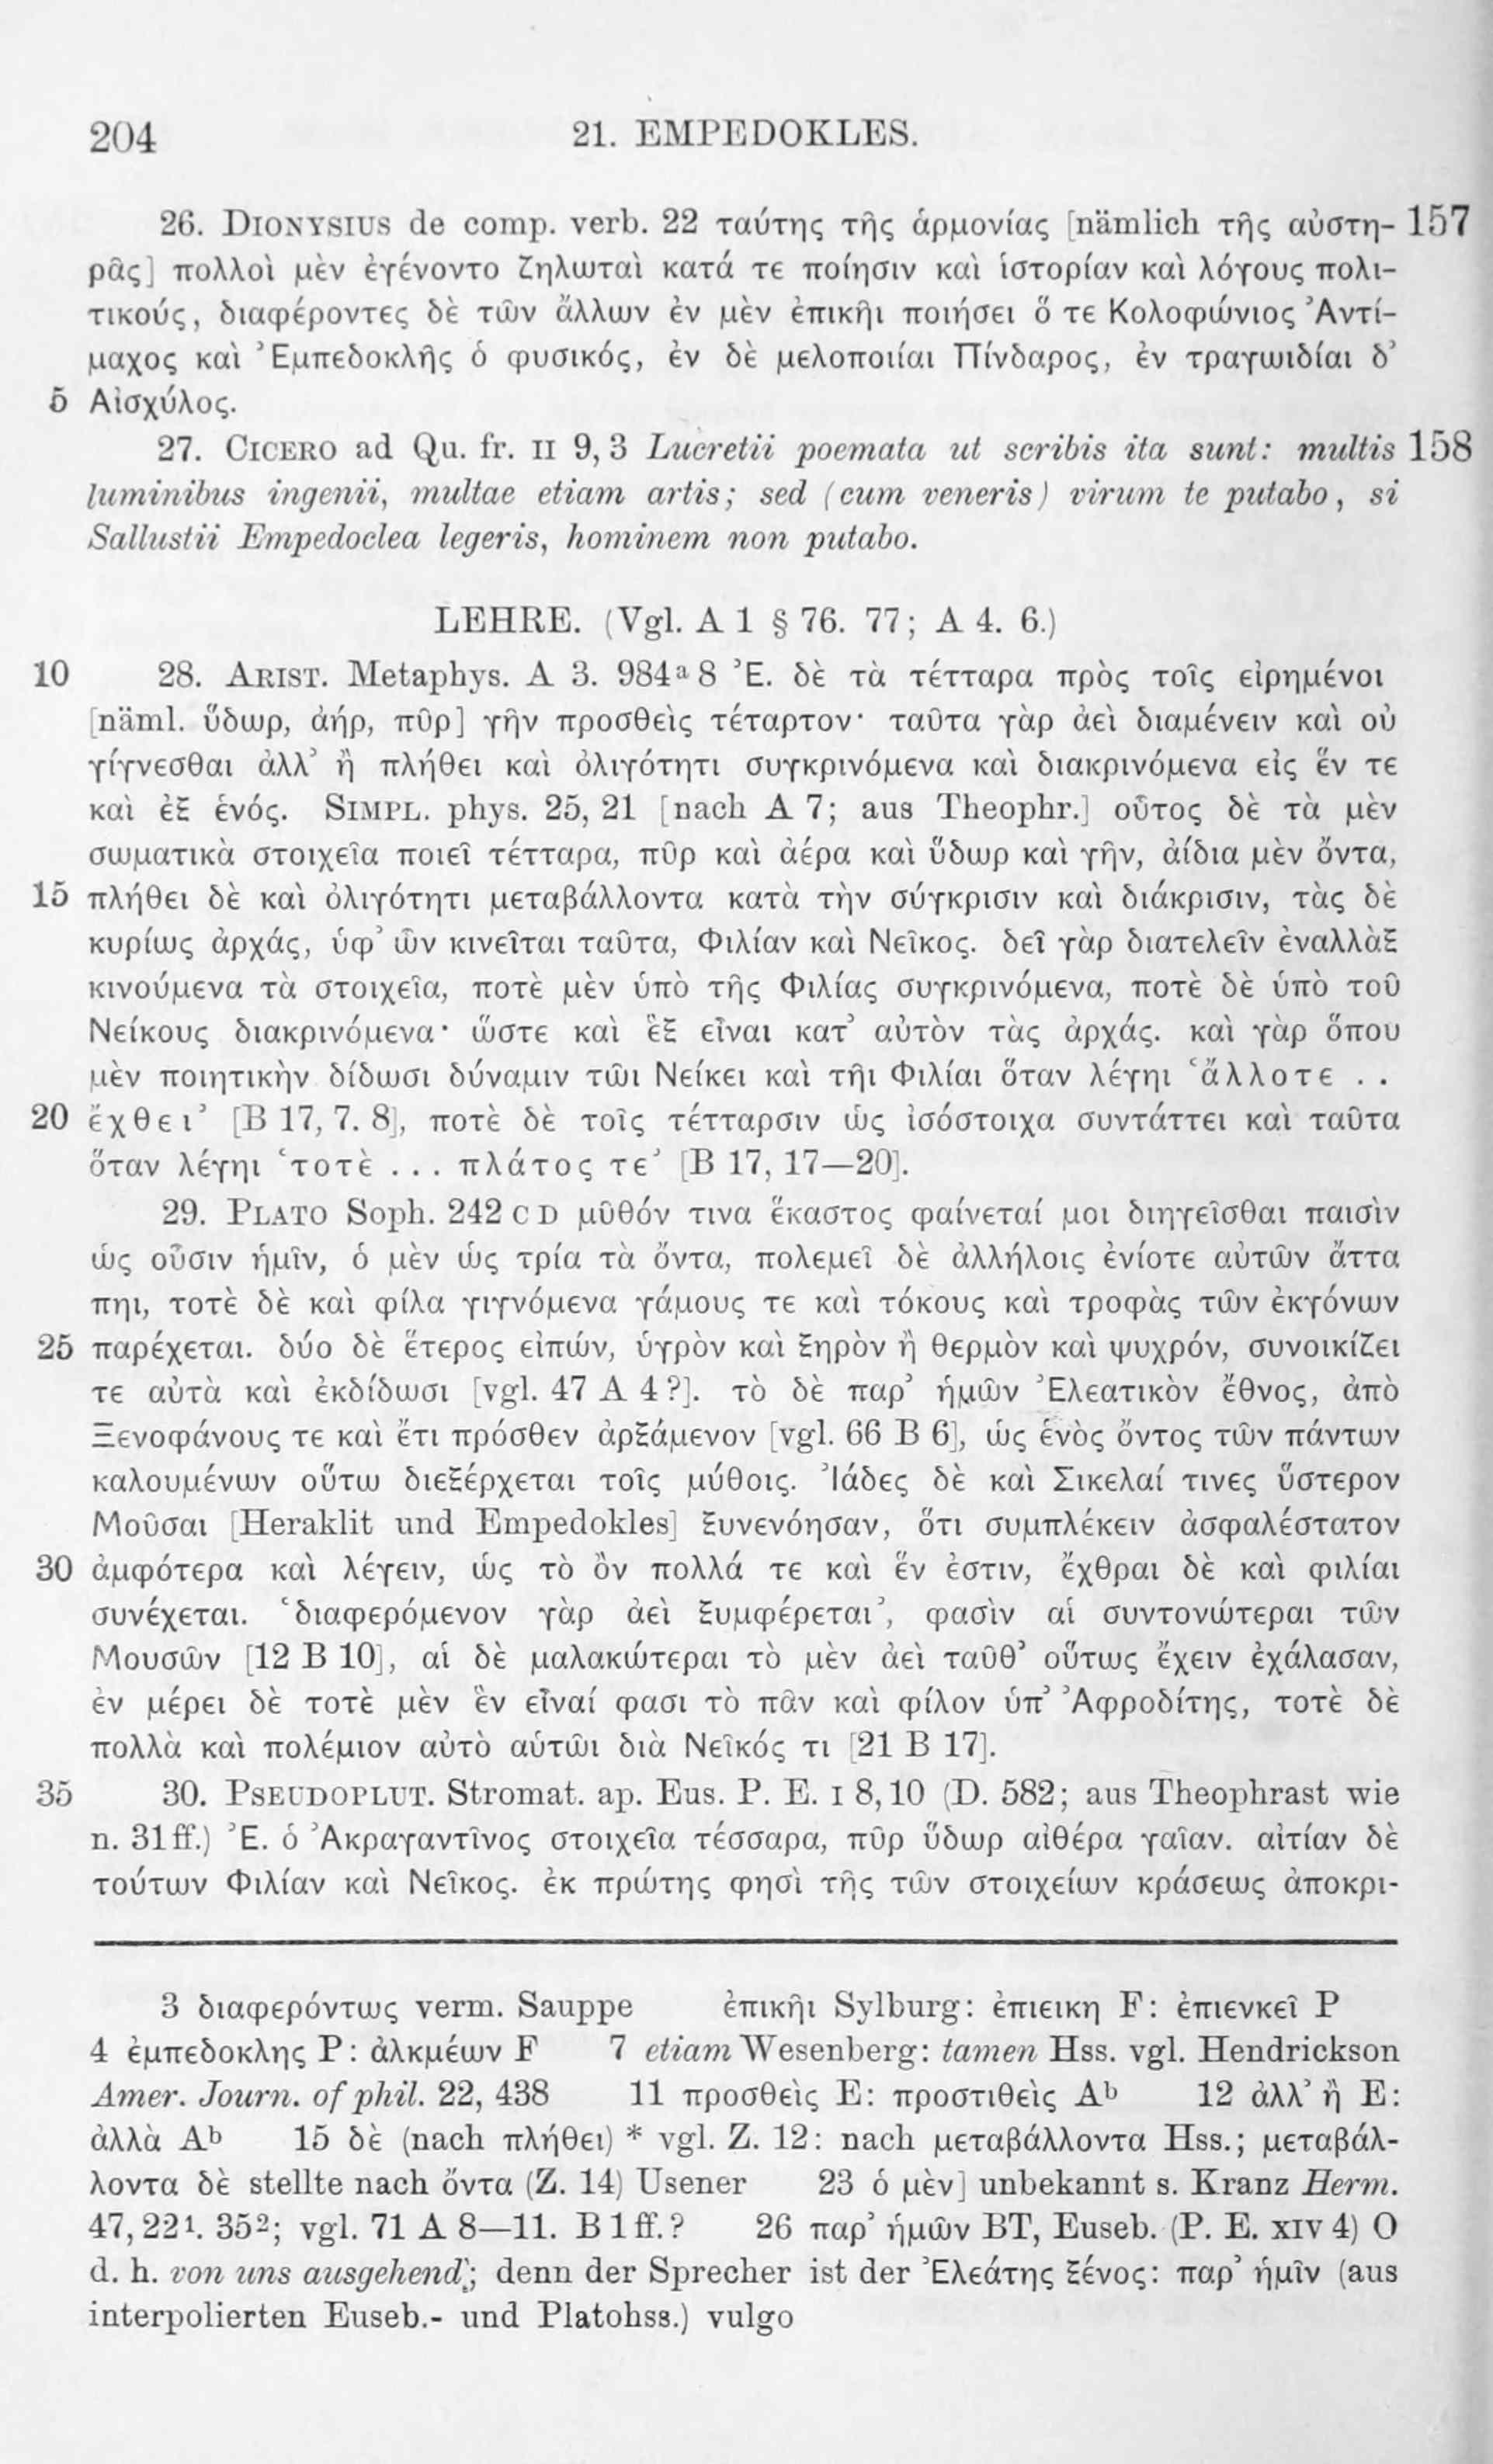 204 21. EMPEDOKLES.
26. DIONYSIUS de comp. verb. 22 ταύτης τῆς ἁρμονίας [nämlich τῆς αὐστη- 157
ρᾶς] πολλοὶ μὲν ἐγένοντο ζηλωταὶ κατά τε ποίησιν καὶ ἱστορίαν καὶ λόγους πολι-
τικούς, διαφέροντες δὲ τῶν ἄλλων ἐν μὲν ἐπικῆι ποιήσει ὅ τε Κολοφώνιος Ἀντί-
μαχος καὶ Ἐμπεδοκλῆς ὁ φυσικός, ἐν δὲ μελοποιίαι Πίνδαρος, ἐν τραγωιδίαι δ’
5 Αἰσχύλος.
27. CICERO ad Qu. fr. II 9, 3 Lucretii poemata ut scribis ita sunt: multis 158
luminibus ingenii, multae etiam artis; sed (cum veneris) virum te putabo, si
Sallustii Empedoclea legeris, hominem non putabo.
LEHRE. (Vgl. A 1 § 76. 77; A 4. 6.)
10 28. ARIST. Metaphys. A 3. 984ᵃ 8 Ἐ. δὲ τὰ τέτταρα πρὸς τοῖς εἰρημένοι
[näml. ὕδωρ, ἀήρ, πῦρ] γῆν προσθεὶς τέταρτον· ταῦτα γὰρ ἀεὶ διαμένειν καὶ οὐ
γίγνεσθαι ἀλλ’ ἢ πλήθει καὶ ὀλιγότητι συγκρινόμενα καὶ διακρινόμενα εἰς ἕν τε
καὶ ἐξ ἑνός. SIMPL. phys. 25, 21 [nach A 7; aus Theophr.] οὗτος δὲ τὰ μὲν
σωματικὰ στοιχεῖα ποιεῖ τέτταρα, πῦρ καὶ ἀέρα καὶ ὕδωρ καὶ γῆν, ἀίδια μὲν ὄντα,
15 πλήθει δὲ καὶ ὀλιγότητι μεταβάλλοντα κατὰ τὴν σύγκρισιν καὶ διάκρισιν, τὰς δὲ
κυρίως ἀρχάς, ὑφ’ ὧν κινεῖται ταῦτα, Φιλίαν καὶ Νεῖκος. δεῖ γὰρ διατελεῖν ἐναλλὰξ
κινούμενα τὰ στοιχεῖα, ποτὲ μὲν ὑπὸ τῆς Φιλίας συγκρινόμενα, ποτὲ δὲ ὑπὸ τοῦ
Νείκους διακρινόμενα· ὥστε καὶ ἓξ εἶναι κατ’ αὐτὸν τὰς ἀρχάς. καὶ γὰρ ὅπου
μὲν ποιητικὴν δίδωσι δύναμιν τῶι Νείκει καὶ τῆι Φιλίαι ὅταν λέγηι ‘ἄλλοτε . .
20 ἔχθει’ [B 17, 7. 8], ποτὲ δὲ τοῖς τέτταρσιν ὡς ἰσόστοιχα συντάττει καὶ ταῦτα
ὅταν λέγηι ‘τοτὲ ... πλάτος τε’ [B 17, 17—20].
29. PLATO Soph. 242 C D μῦθόν τινα ἕκαστος φαίνεταί μοι διηγεῖσθαι παισὶν
ὡς οὖσιν ἡμῖν, ὁ μὲν ὡς τρία τὰ ὄντα, πολεμεῖ δὲ ἀλλήλοις ἐνίοτε αὐτῶν ἄττα
πηι, τοτὲ δὲ καὶ φίλα γιγνόμενα γάμους τε καὶ τόκους καὶ τροφὰς τῶν ἐκγόνων
25 παρέχεται. δύο δὲ ἕτερος εἰπών, ὑγρὸν καὶ ξηρὸν ἢ θερμὸν καὶ ψυχρόν, συνοικίζει
τε αὐτὰ καὶ ἐκδίδωσι [vgl. 47 A 4?]. τὸ δὲ παρ’ ἡμῶν Ἐλεατικὸν ἔθνος, ἀπὸ
Ξενοφάνους τε καὶ ἔτι πρόσθεν ἀρξάμενον [vgl. 66 B 6], ὡς ἑνὸς ὄντος τῶν πάντων
καλουμένων οὕτω διεξέρχεται τοῖς μύθοις. Ἰάδες δὲ καὶ Σικελαί τινες ὕστερον
Μοῦσαι [Heraklit und Empedokles] ξυνενόησαν, ὅτι συμπλέκειν ἀσφαλέστατον
30 ἀμφότερα καὶ λέγειν, ὡς τὸ ὂν πολλά τε καὶ ἕν ἐστιν, ἔχθραι δὲ καὶ φιλίαι
συνέχεται. ‘διαφερόμενον γὰρ ἀεὶ ξυμφέρεται’, φασὶν αἱ συντονώτεραι τῶν
Μουσῶν [12 B 10], αἱ δὲ μαλακώτεραι τὸ μὲν ἀεὶ ταῦθ’ οὕτως ἔχειν ἐχάλασαν,
ἐν μέρει δὲ τοτὲ μὲν ἓν εἶναί φασι τὸ πᾶν καὶ φίλον ὑπ’ Ἀφροδίτης, τοτὲ δὲ
πολλὰ καὶ πολέμιον αὐτὸ αὑτῶι διὰ Νεῖκός τι [21 B 17].
35 30. PSEUDOPLUT. Stromat. ap. Eus. P. E. I 8, 10 (D. 582; aus Theophrast wie
n. 31ff.) Ἐ. ὁ Ἀκραγαντῖνος στοιχεῖα τέσσαρα, πῦρ ὕδωρ αἰθέρα γαῖαν. αἰτίαν δὲ
τούτων Φιλίαν καὶ Νεῖκος. ἐκ πρώτης φησὶ τῆς τῶν στοιχείων κράσεως ἀποκρι-
3 διαφερόντως verm. Sauppe ἐπικῆι Sylburg: ἐπιεικη F: ἐπιενκεῖ P
4 ἐμπεδοκλης P: ἀλκμέων F 7 etiam Wesenberg: tamen Hss. vgl. Hendrickson
Amer. Journ. of phil. 22, 438 11 προσθεὶς E: προστιθεὶς Aᵇ 12 ἀλλ’ ἢ E:
ἀλλὰ Aᵇ 15 δὲ (nach πλήθει) * vgl. Z. 12: nach μεταβάλλοντα Hss.; μεταβάλ-
λοντα δὲ stellte nach ὄντα (Z. 14) Usener 23 ὁ μὲν] unbekannt s. Kranz Herm.
47, 22¹. 35²; vgl. 71 A 8—11. B 1ff.? 26 παρ’ ἡμῶν BT, Euseb. (P. E. XIV 4) O
d. h. von uns ausgehend; denn der Sprecher ist der Ἐλεάτης ξένος: παρ’ ἡμῖν (aus
interpolierten Euseb.- und Platohss.) vulgo